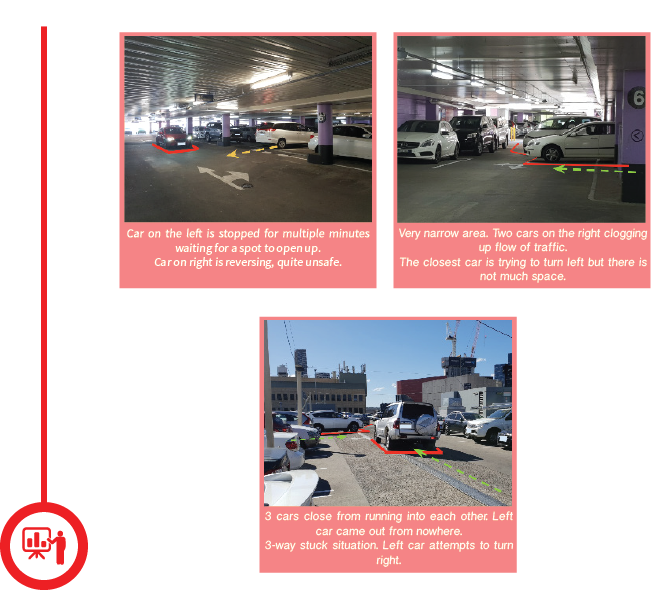 6
Car on the left is stopped for multiple minutes
waiting for a spot to open up.
Car on right is reversing, quite unsafe.
Very narrow area. Two cars on the right clogging
up flow of traffic.
The closest car is trying to turn left but there is
not much space.
3 cars close from running into each other. Left
car came out from nowhere.
3-way stuck situation. Left car attempts to turn
right.